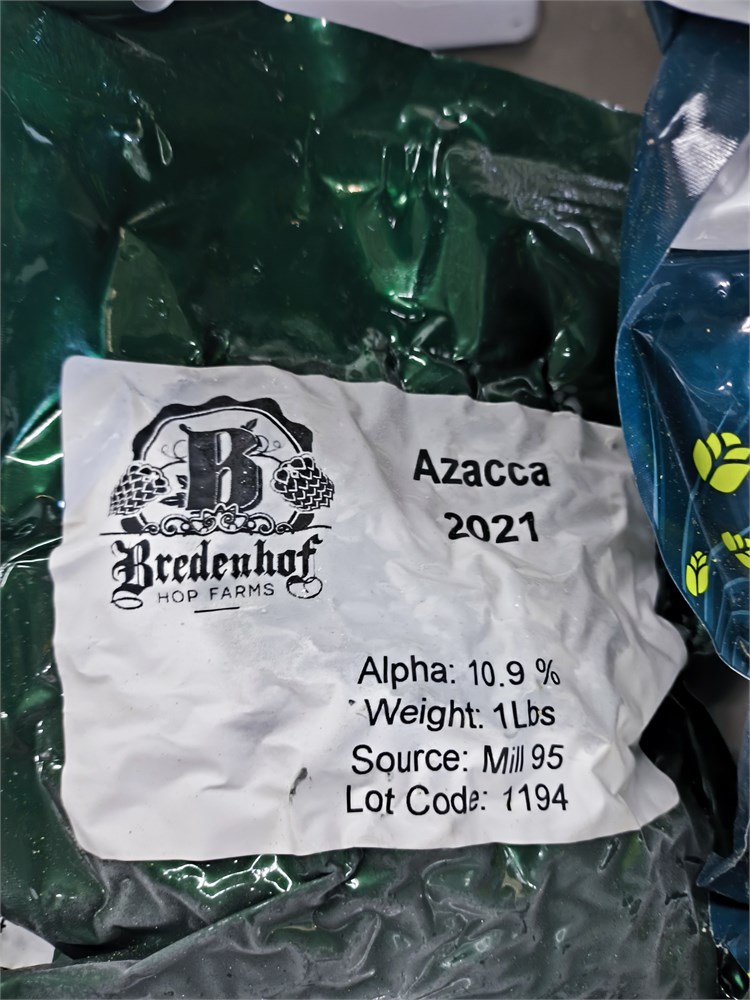 B
Bredenhof
HOP FARMS
Azacca
2021
Alpha: 10.9 %
Weight: 1Lbs
Source: Mill 95
Lot Code: 1194